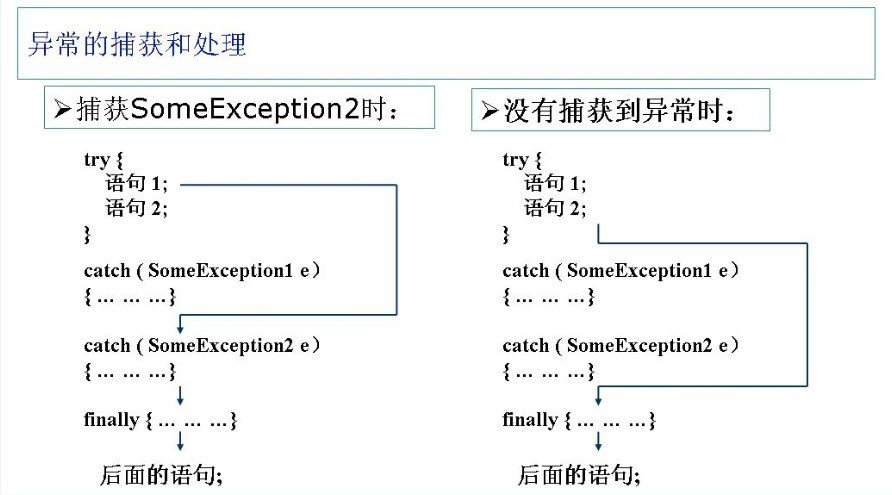 异常的捕获和处理
➢捕获SomeException2时：
try {
语句 1;
语句 2;
}
catch ( SomeException1 e）
{ ... ... ...}
catch ( SomeException2 e）
{ ... ... ...}
finally { ... ... ...}
后面的语句;
➢没有捕获到异常时：
try {
语句 1;
语句 2;
}
catch ( SomeException1 e）
{ ... ... ...}
catch ( SomeException2 e）
{ ... ... ...}
finally { ... ... ...}
后面的语句;